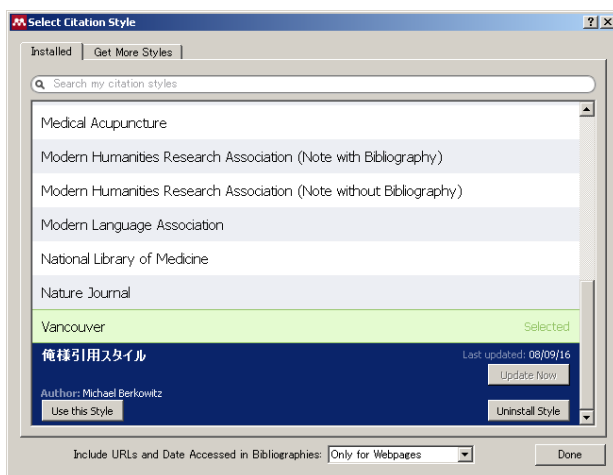 Select Citation Style
Installed
Get More Styles
Search my citation styles
Medical Acupuncture
Modern Humanities Research Association (Note with Bibliography)
Modern Humanities Research Association (Note without Bibliography)
Modern Language Association
National Library of Medicine
Nature Journal
Vancouver Selected
俺様引用スタイル Last updated: 08/09/16
Update Now
Author: Michael Berkowitz
Use this Style Uninstall Style
Include URLs and Date Accessed in Bibliographies: Only for Webpages Done